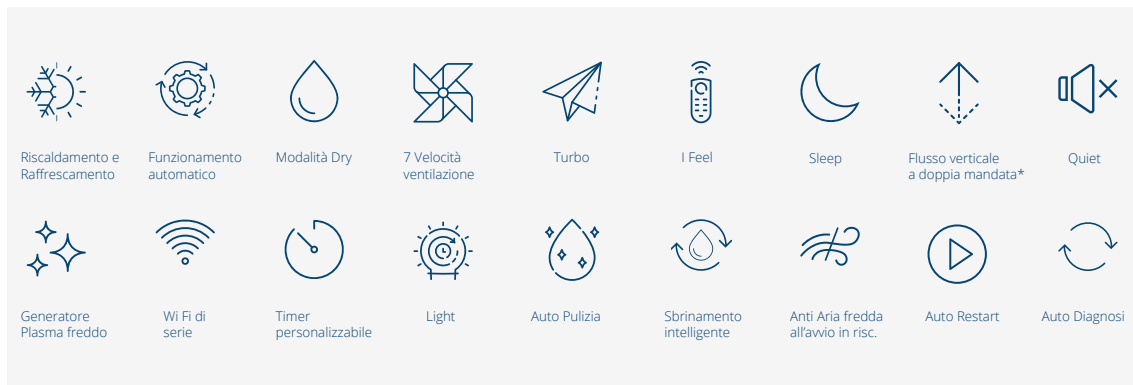 Riscaldamento e
Raffrescamento
Funzionamento
automatico
Modalità Dry
7 Velocità
ventilazione
Turbo
I Feel
Sleep
Flusso verticale
a doppia mandata*
Quiet
Generatore
Plasma freddo
Wi Fi di
serie
Timer
personalizzabile
Light
Auto Pulizia
Sbrinamento
intelligente
Anti Aria fredda
all’avvio in risc.
Auto Restart
Auto Diagnosi